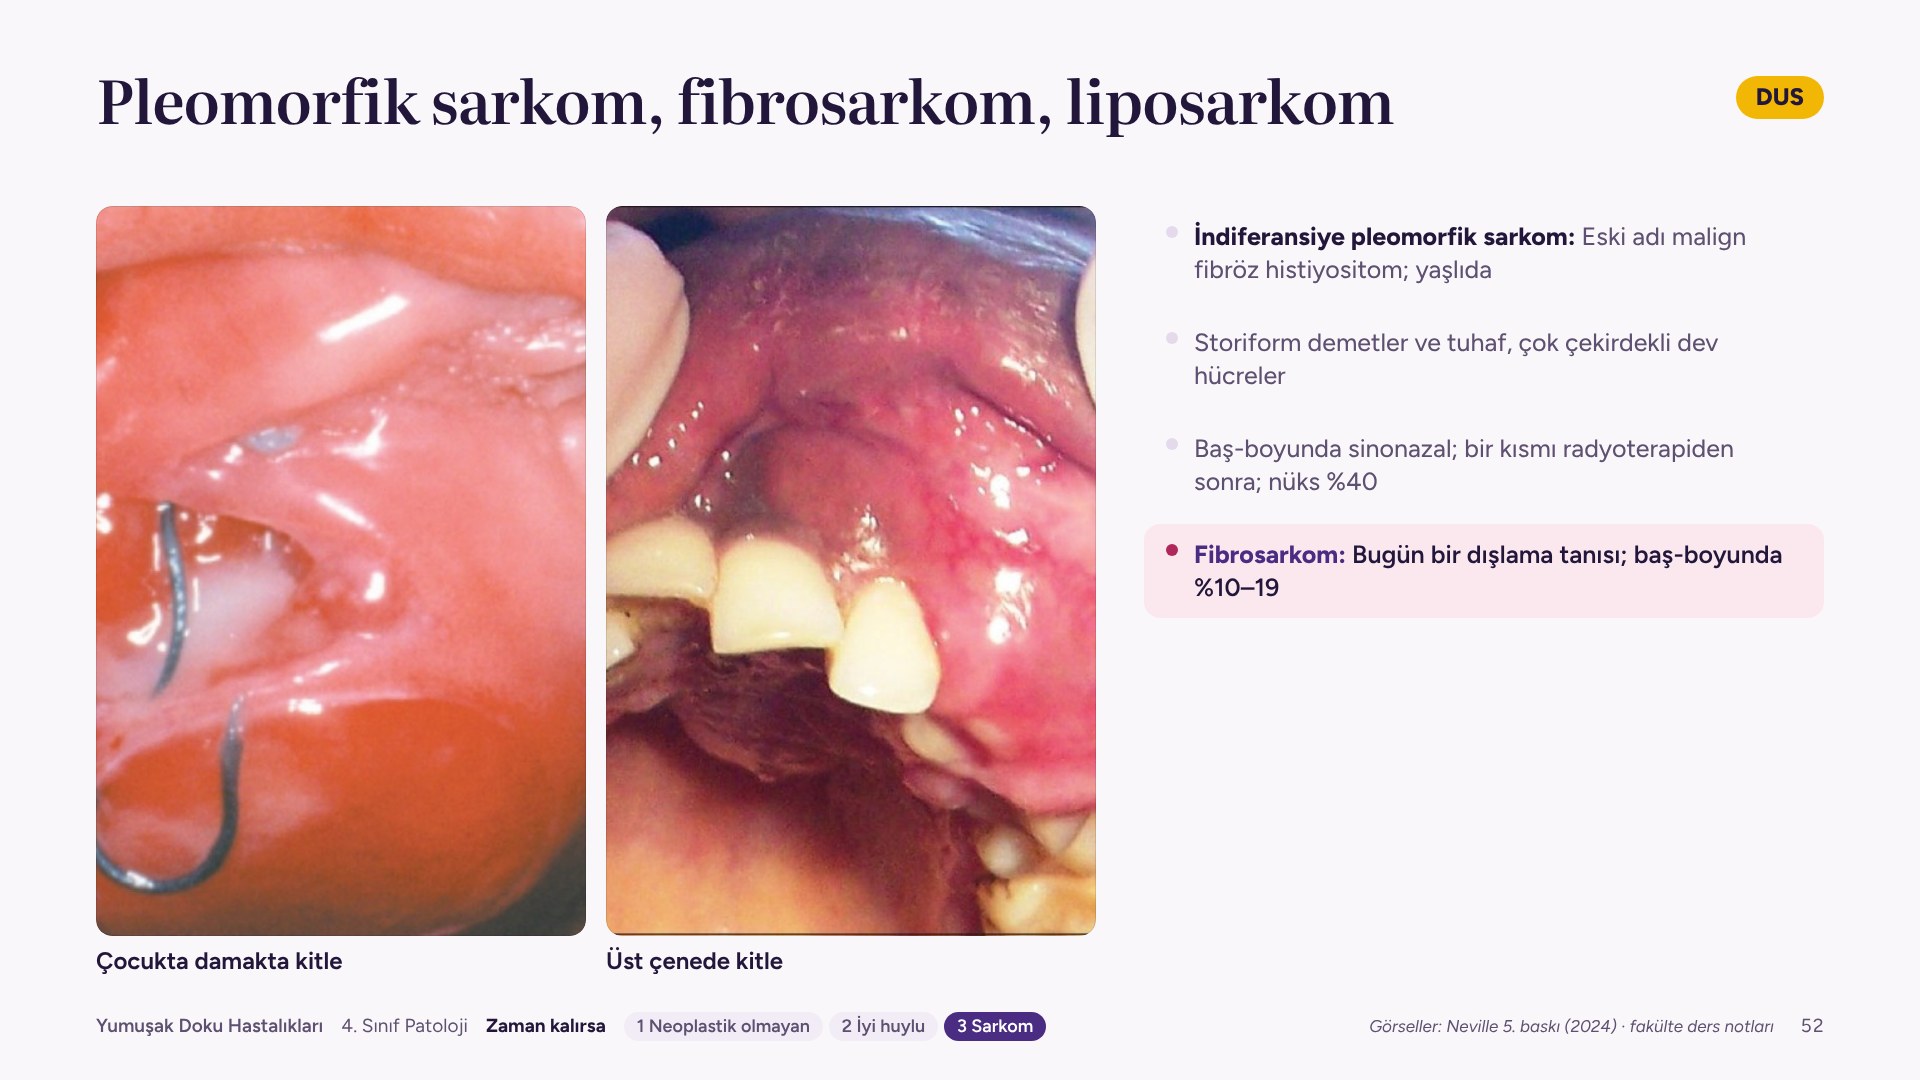 Pleomorfik sarkom, fibrosarkom, liposarkom
DUS
İndiferansiye pleomorfik sarkom: Eski adı malign
fibröz histiyositom; yaşlıda
Storiform demetler ve tuhaf, çok çekirdekli dev
hücreler
Baş-boyunda sinonazal; bir kısmı radyoterapiden
sonra; nüks %40
Fibrosarkom: Bugün bir dışlama tanısı; baş-boyunda
%10–19
Çocukta damakta kitle
Üst çenede kitle
Yumuşak Doku Hastalıkları 4. Sınıf Patoloji Zaman kalırsa 1 Neoplastik olmayan 2 İyi huylu 3 Sarkom
Görseller: Neville 5. baskı (2024) · fakülte ders notları 52